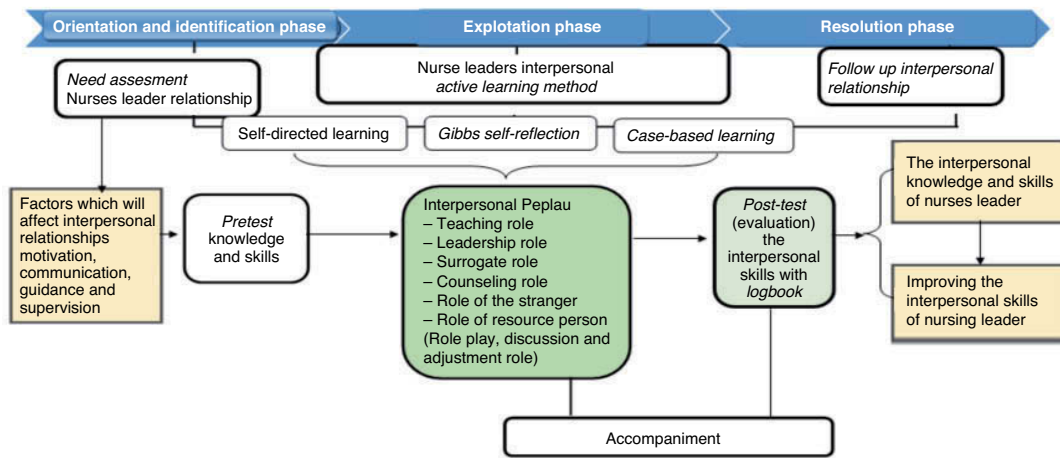 Orientation and identification phase
Explotation phase
Resolution phase
Need assesment
Nurses leader relationship
Nurse leaders interpersonal
active learning method
Follow up interpersonal
relationship
Self-directed learning
Gibbs self-reflection
Case-based learning
Factors which will
affect interpersonal
relationships
motivation,
communication,
guidance and
supervision
Pretest
knowledge
and skills
Interpersonal Peplau
– Teaching role
– Leadership role
– Surrogate role
– Counseling role
– Role of the stranger
– Role of resource person
(Role play, discussion and
adjustment role)
Post-test
(evaluation)
the
interpersonal
skills with
logbook
The interpersonal
knowledge and skills
of nurses leader
Improving the
interpersonal skills
of nursing leader
Accompaniment